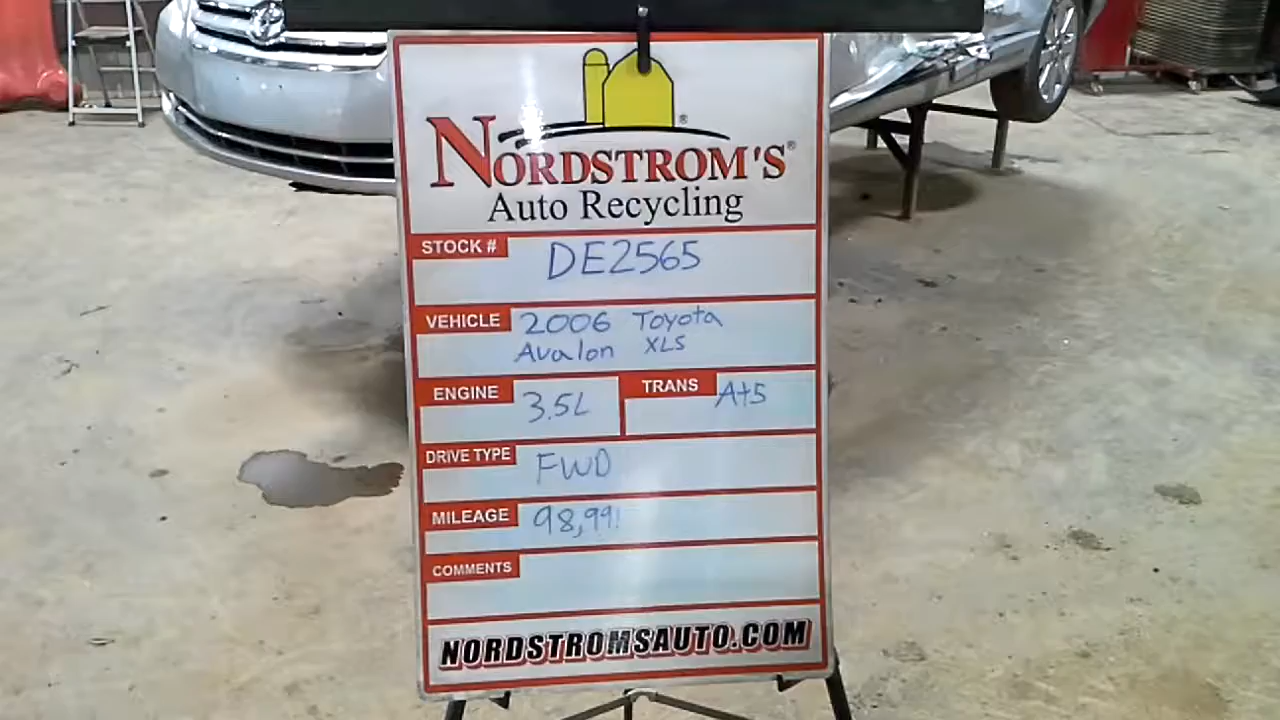 NORDSTROM'S®
Auto Recycling
STOCK # DE2565
VEHICLE 2006 Toyota
Avalon XLS
ENGINE 3.5L TRANS At5
DRIVE TYPE FWD
MILEAGE 98,991
COMMENTS
NORDSTROMSAUTO.COM